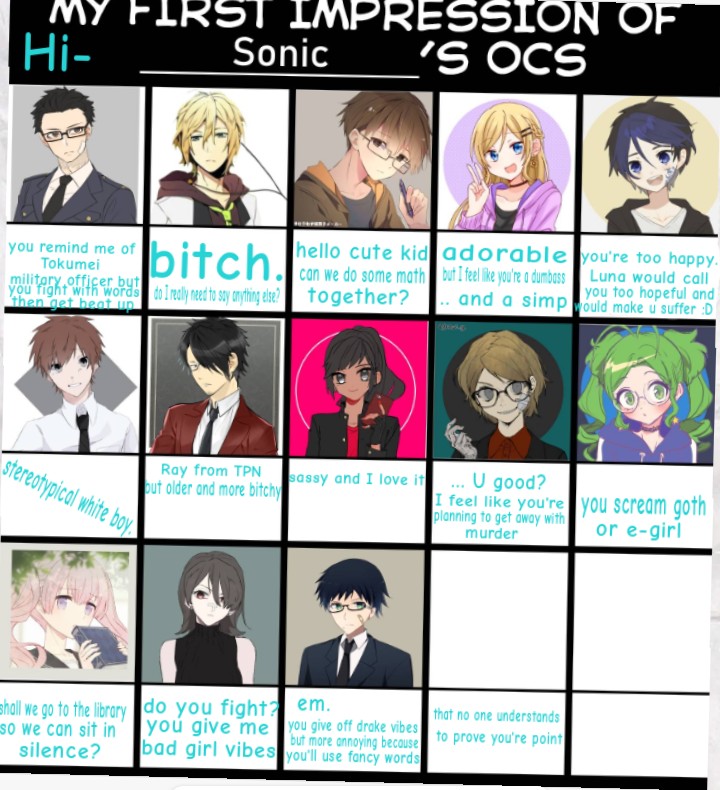 MY FIRST IMPRESSION OF
Hi- Sonic 'S OCS
you remind me of
Tokumei
military officer but
you fight with words
then get beat up
bitch.
do I really need to say anything else?
hello cute kid
can we do some math
together?
adorable
but I feel like you're a dumbass
.. and a simp
you're too happy.
Luna would call
you too hopeful and
would make u suffer :D
stereotypical white boy.
Ray from TPN
but older and more bitchy
sassy and I love it
... U good?
I feel like you're
planning to get away with
murder
you scream goth
or e-girl
shall we go to the library
so we can sit in
silence?
do you fight?
you give me
bad girl vibes
em.
you give off drake vibes
but more annoying because
you'll use fancy words
that no one understands
to prove you're point